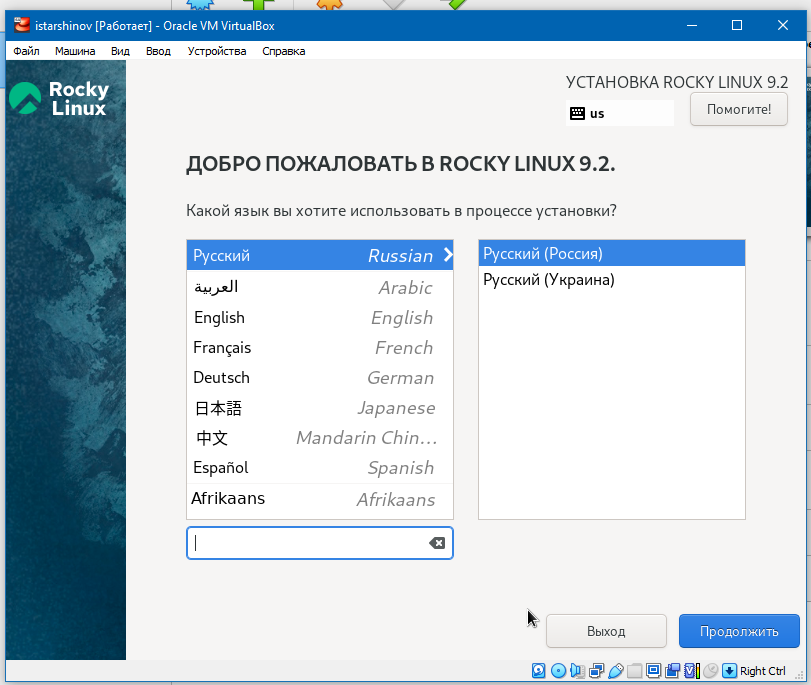 istarshinov [Работает] - Oracle VM VirtualBox
Файл Машина Вид Ввод Устройства Справка
Rocky
Linux
УСТАНОВКА ROCKY LINUX 9.2
us
Помогите!
ДОБРО ПОЖАЛОВАТЬ В ROCKY LINUX 9.2.
Какой язык вы хотите использовать в процессе установки?
Русский Russian
العربية Arabic
English English
Français French
Deutsch German
日本語 Japanese
中文 Mandarin Chin...
Español Spanish
Afrikaans Afrikaans
Русский (Россия)
Русский (Украина)
Выход
Продолжить
Right Ctrl